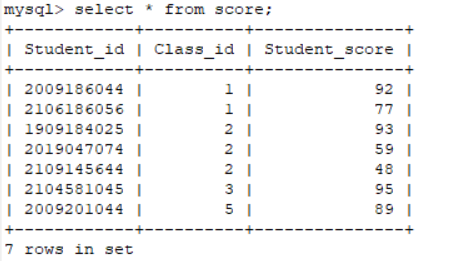 mysql> select * from score;
+------------+----------+---------------+
| Student_id | Class_id | Student_score |
+------------+----------+---------------+
| 2009186044 |        1 |            92 |
| 2106186056 |        1 |            77 |
| 1909184025 |        2 |            93 |
| 2019047074 |        2 |            59 |
| 2109145644 |        2 |            48 |
| 2104581045 |        3 |            95 |
| 2009201044 |        5 |            89 |
+------------+----------+---------------+
7 rows in set